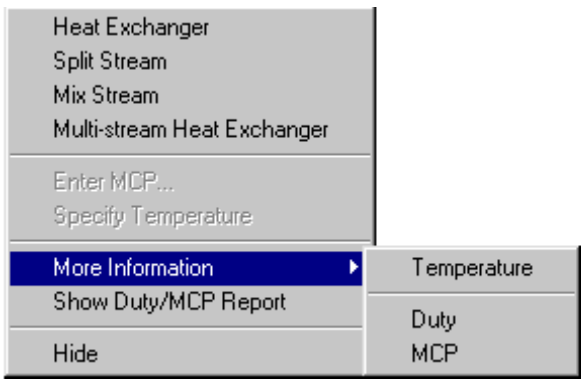 Heat Exchanger
Split Stream
Mix Stream
Multi-stream Heat Exchanger
Enter MCP...
Specify Temperature
More Information
Show Duty/MCP Report
Hide
Temperature
Duty
MCP